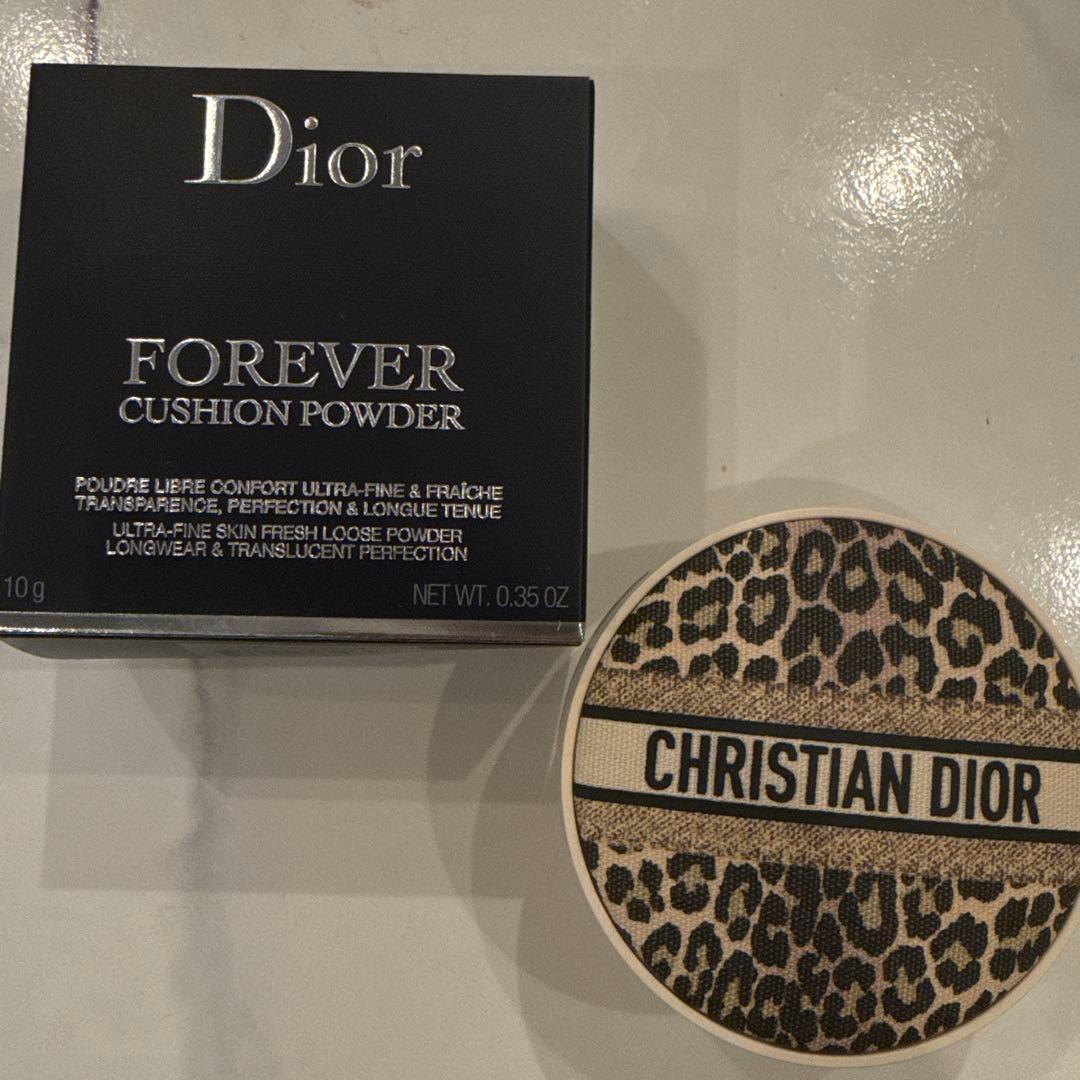 Dior
FOREVER
CUSHION POWDER
POUDRE LIBRE CONFORT ULTRA-FINE & FRAÎCHE
TRANSPARENCE, PERFECTION & LONGUE TENUE
ULTRA-FINE SKIN FRESH LOOSE POWDER
LONGWEAR & TRANSLUCENT PERFECTION
10 g
NET WT. 0.35 OZ
CHRISTIAN DIOR